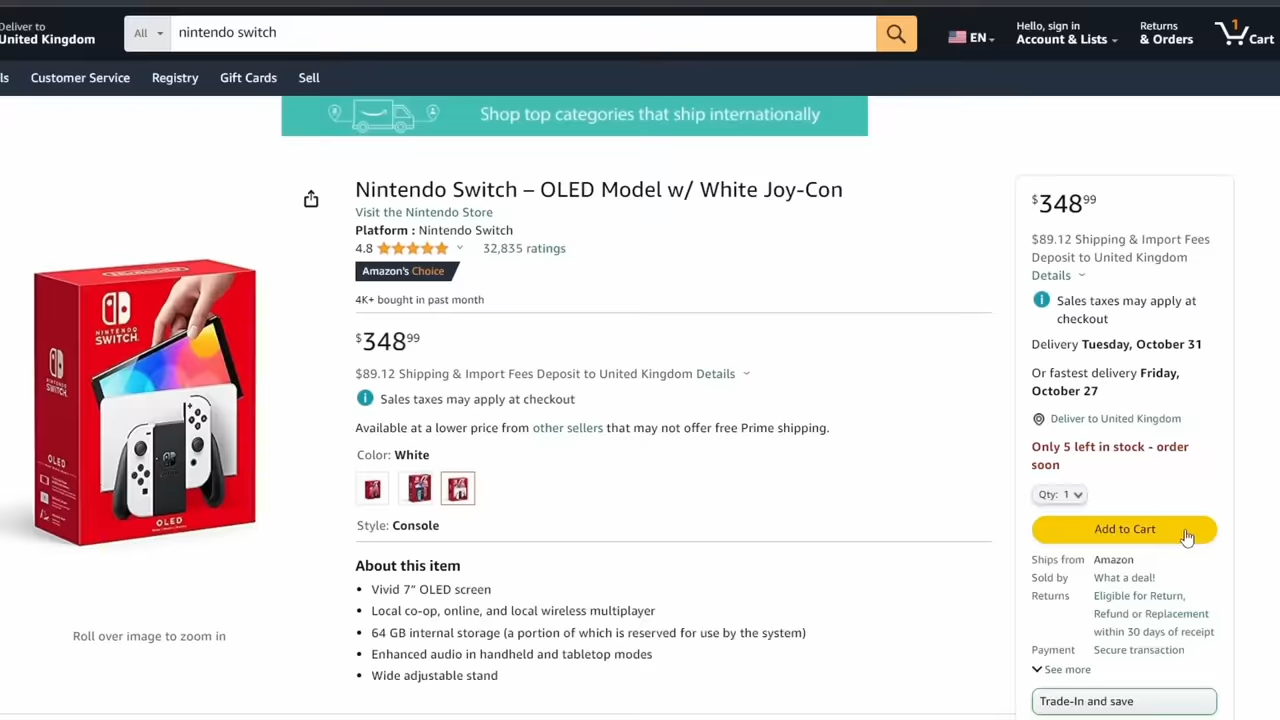 Deliver to
United Kingdom
All
nintendo switch
EN
Hello, sign in
Account & Lists
Returns
& Orders
1
Cart
ls
Customer Service
Registry
Gift Cards
Sell
Shop top categories that ship internationally
Nintendo Switch – OLED Model w/ White Joy-Con
Visit the Nintendo Store
Platform : Nintendo Switch
4.8
32,835 ratings
Amazon's Choice
4K+ bought in past month
$348.99
$89.12 Shipping & Import Fees Deposit to United Kingdom Details
Sales taxes may apply at checkout
Available at a lower price from other sellers that may not offer free Prime shipping.
Color: White
Style: Console
About this item
• Vivid 7" OLED screen
• Local co-op, online, and local wireless multiplayer
• 64 GB internal storage (a portion of which is reserved for use by the system)
• Enhanced audio in handheld and tabletop modes
• Wide adjustable stand
Nintendo
NINTENDO
SWITCH
NINTENDO
SWITCH
OLED
OLED
Roll over image to zoom in
$348.99
$89.12 Shipping & Import Fees
Deposit to United Kingdom
Details
Sales taxes may apply at
checkout
Delivery Tuesday, October 31
Or fastest delivery Friday,
October 27
Deliver to United Kingdom
Only 5 left in stock - order
soon
Qty: 1
Add to Cart
Ships from Amazon
Sold by What a deal!
Returns Eligible for Return,
Refund or Replacement
within 30 days of receipt
Payment Secure transaction
See more
Trade-In and save